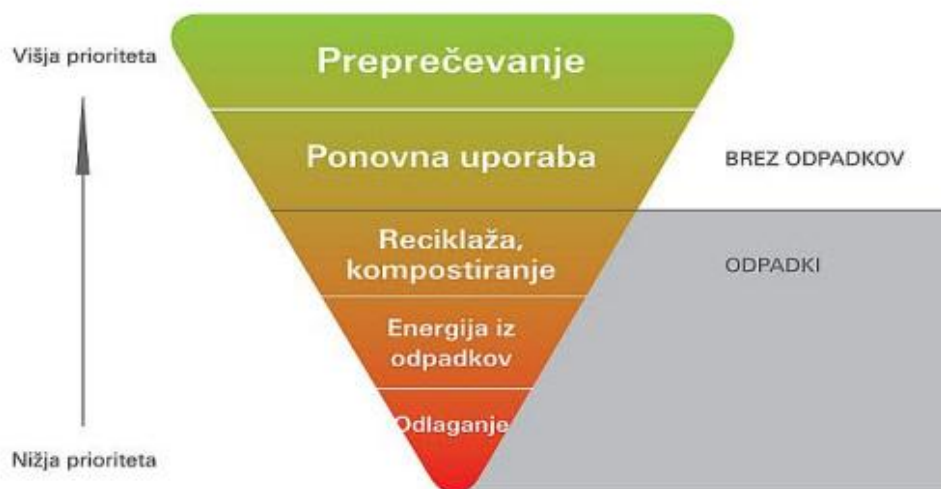 Višja prioriteta
Preprečevanje
Ponovna uporaba
BREZ ODPADKOV
Reciklaža,
kompostiranje
ODPADKI
Energija iz
odpadkov
Odlaganje
Nižja prioriteta